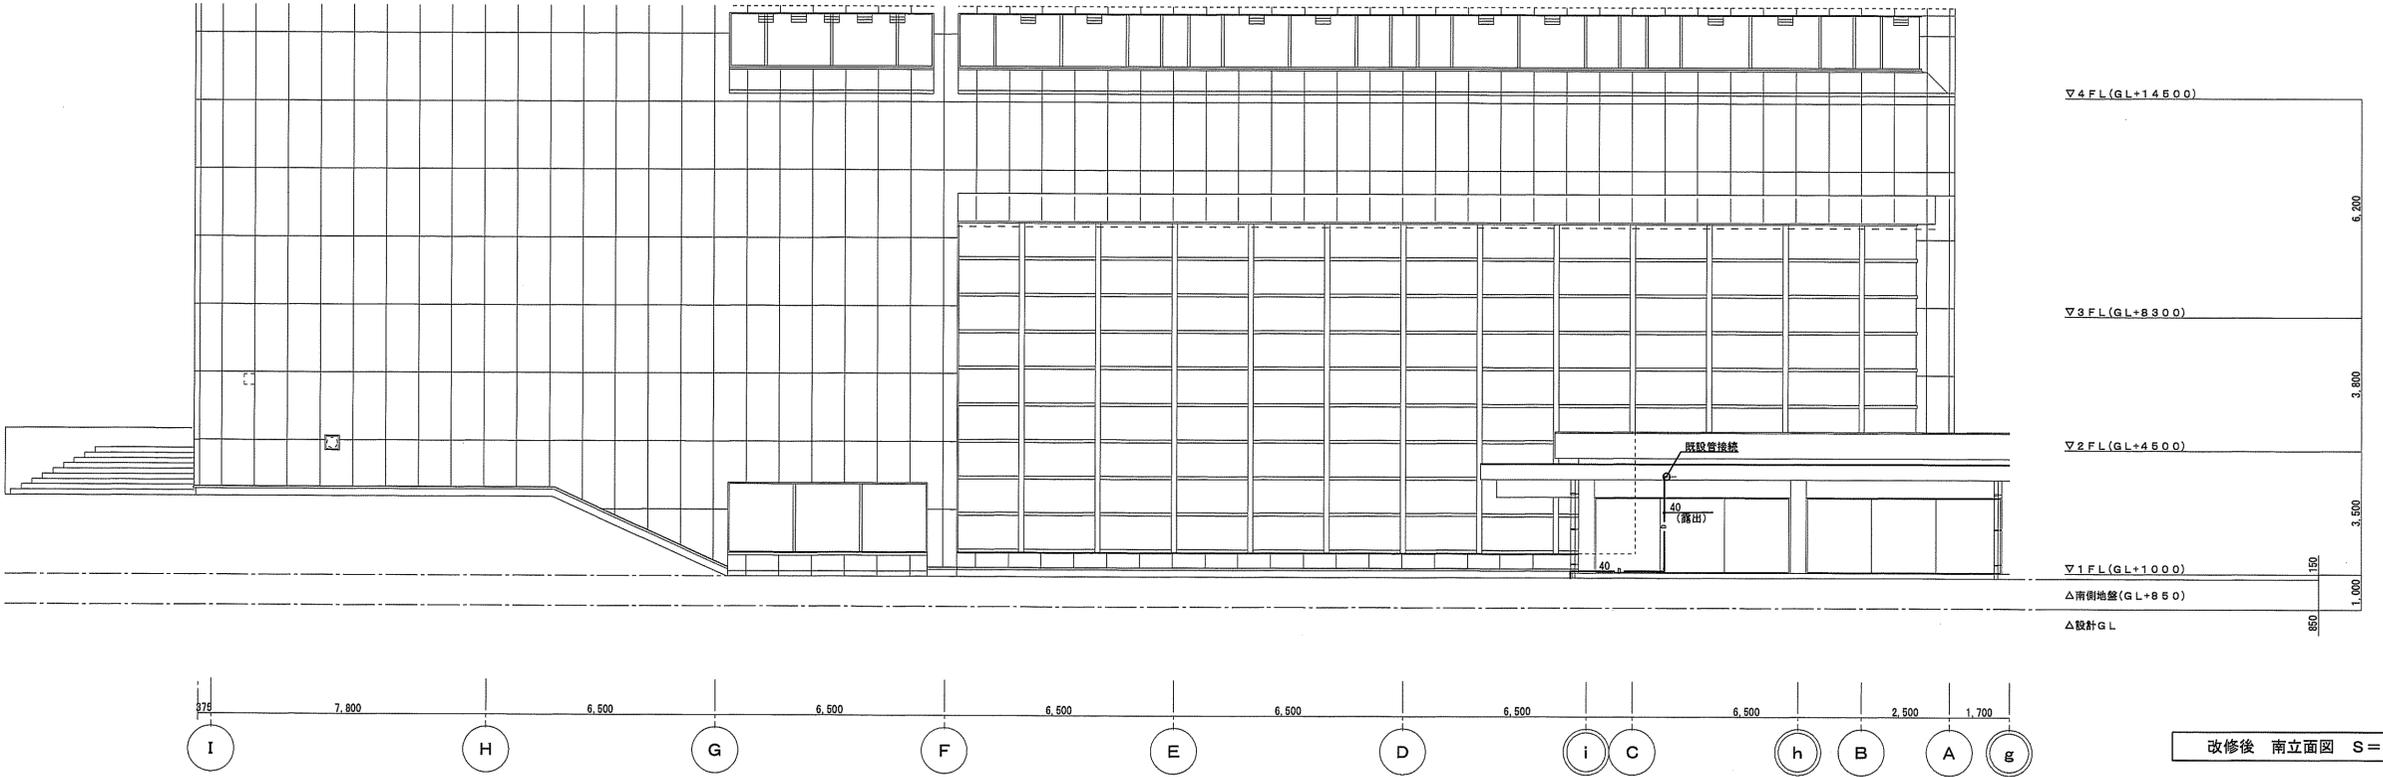 ▽4FL(GL+14500)
6,200
▽3FL(GL+8300)
3,800
▽2FL(GL+4500)
既設管接続
40
(露出)
3,500
40
▽1FL(GL+1000)
150
△南側地盤(GL+850)
1,000
△設計GL
850
375
7,800
6,500
6,500
6,500
6,500
6,500
6,500
2,500
1,700
I
H
G
F
E
D
i
C
h
B
A
g
改修後 南立面図 S=